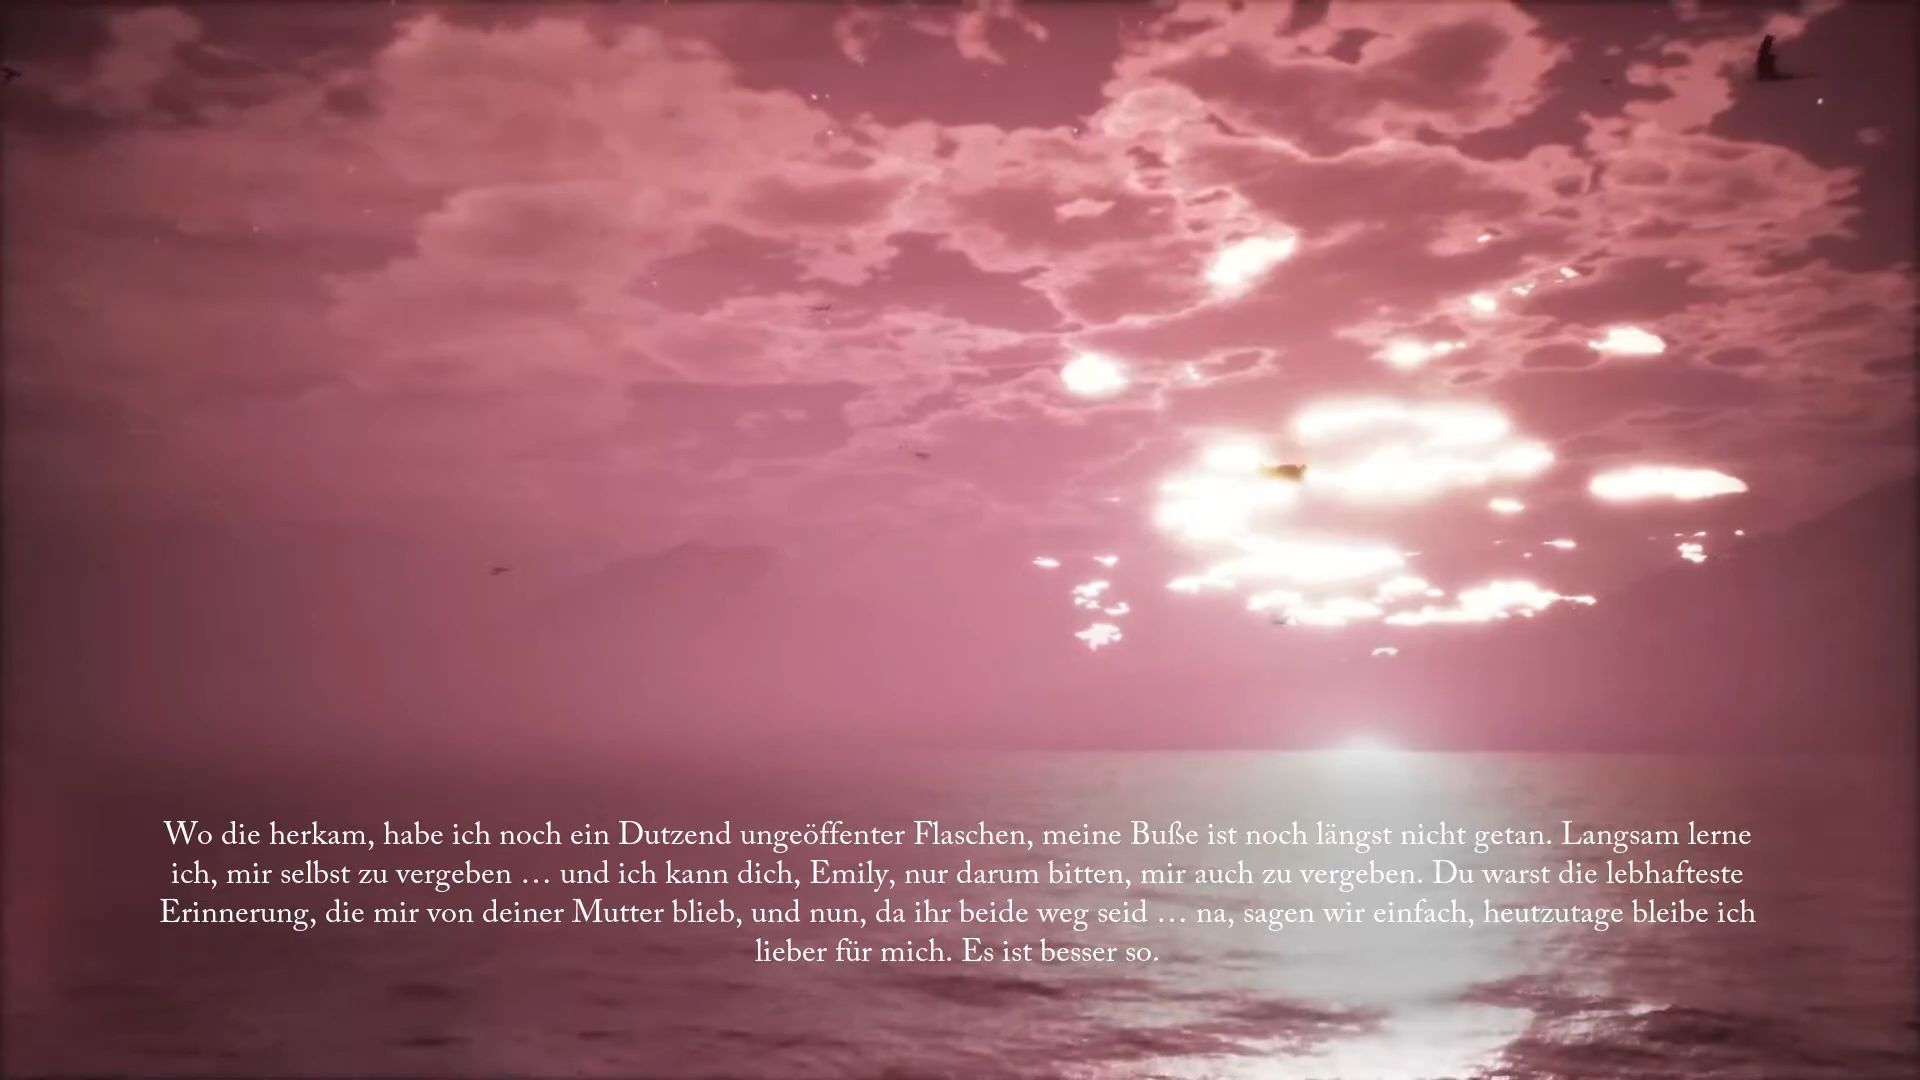 Wo die herkam, habe ich noch ein Dutzend ungeöffenter Flaschen, meine Buße ist noch längst nicht getan. Langsam lerne
ich, mir selbst zu vergeben … und ich kann dich, Emily, nur darum bitten, mir auch zu vergeben. Du warst die lebhafteste
Erinnerung, die mir von deiner Mutter blieb, und nun, da ihr beide weg seid … na, sagen wir einfach, heutzutage bleibe ich
lieber für mich. Es ist besser so.